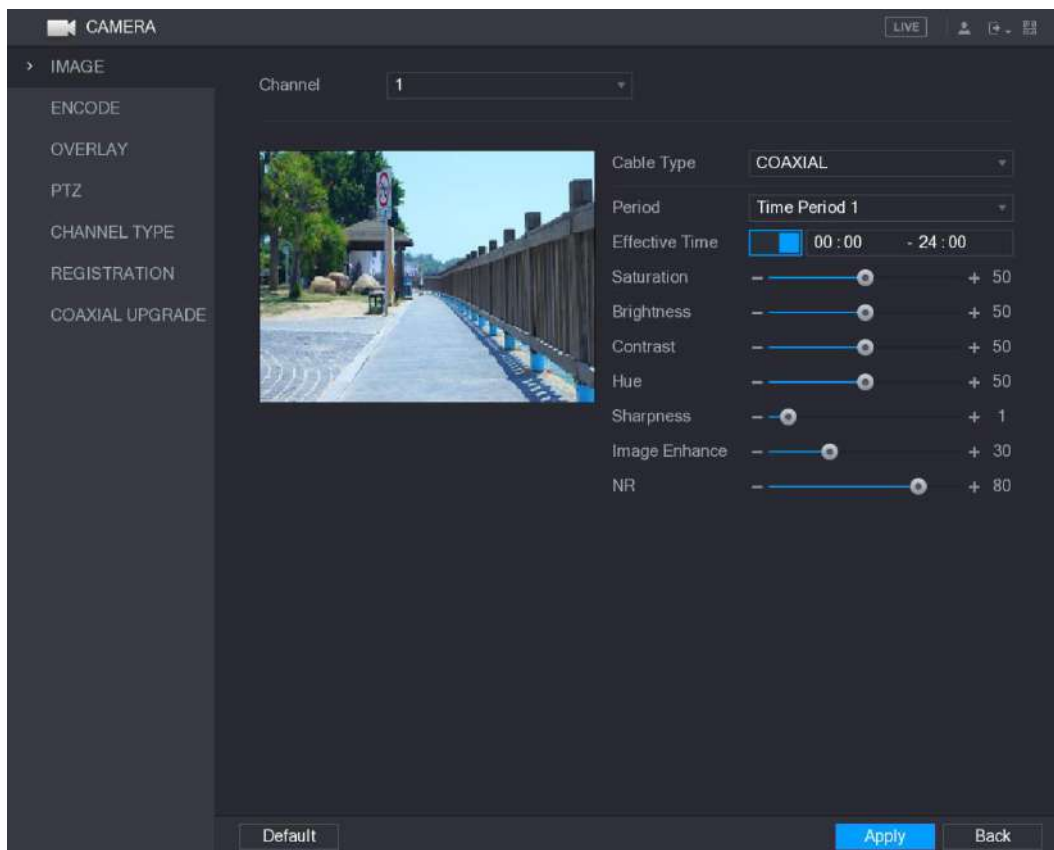 CAMERA
LIVE
IMAGE
ENCODE
OVERLAY
PTZ
CHANNEL TYPE
REGISTRATION
COAXIAL UPGRADE
Channel 1
Cable Type COAXIAL
Period Time Period 1
Effective Time 00:00 - 24:00
Saturation 50
Brightness 50
Contrast 50
Hue 50
Sharpness 1
Image Enhance 30
NR 80
Default Apply Back